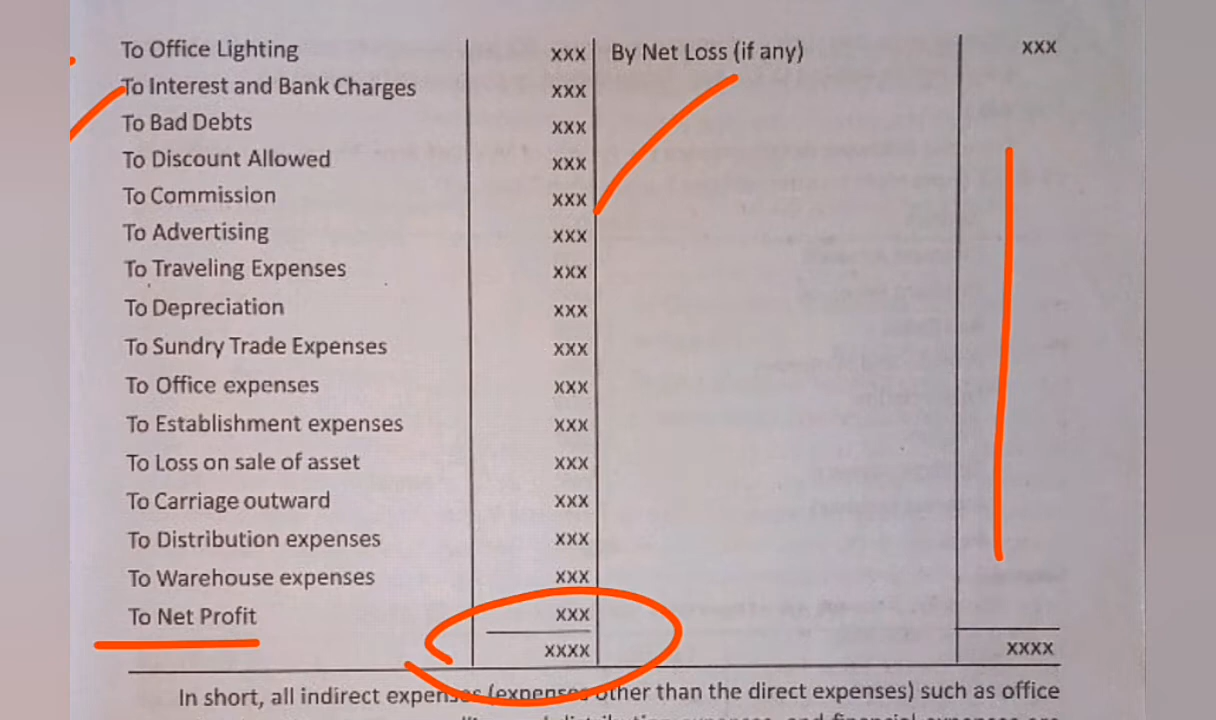 To Office Lighting xxx By Net Loss (if any) xxx
To Interest and Bank Charges xxx
To Bad Debts xxx
To Discount Allowed xxx
To Commission xxx
To Advertising xxx
To Traveling Expenses xxx
To Depreciation xxx
To Sundry Trade Expenses xxx
To Office expenses xxx
To Establishment expenses xxx
To Loss on sale of asset xxx
To Carriage outward xxx
To Distribution expenses xxx
To Warehouse expenses xxx
To Net Profit xxx
xxxx xxxx
In short, all indirect expenses (expenses other than the direct expenses) such as office